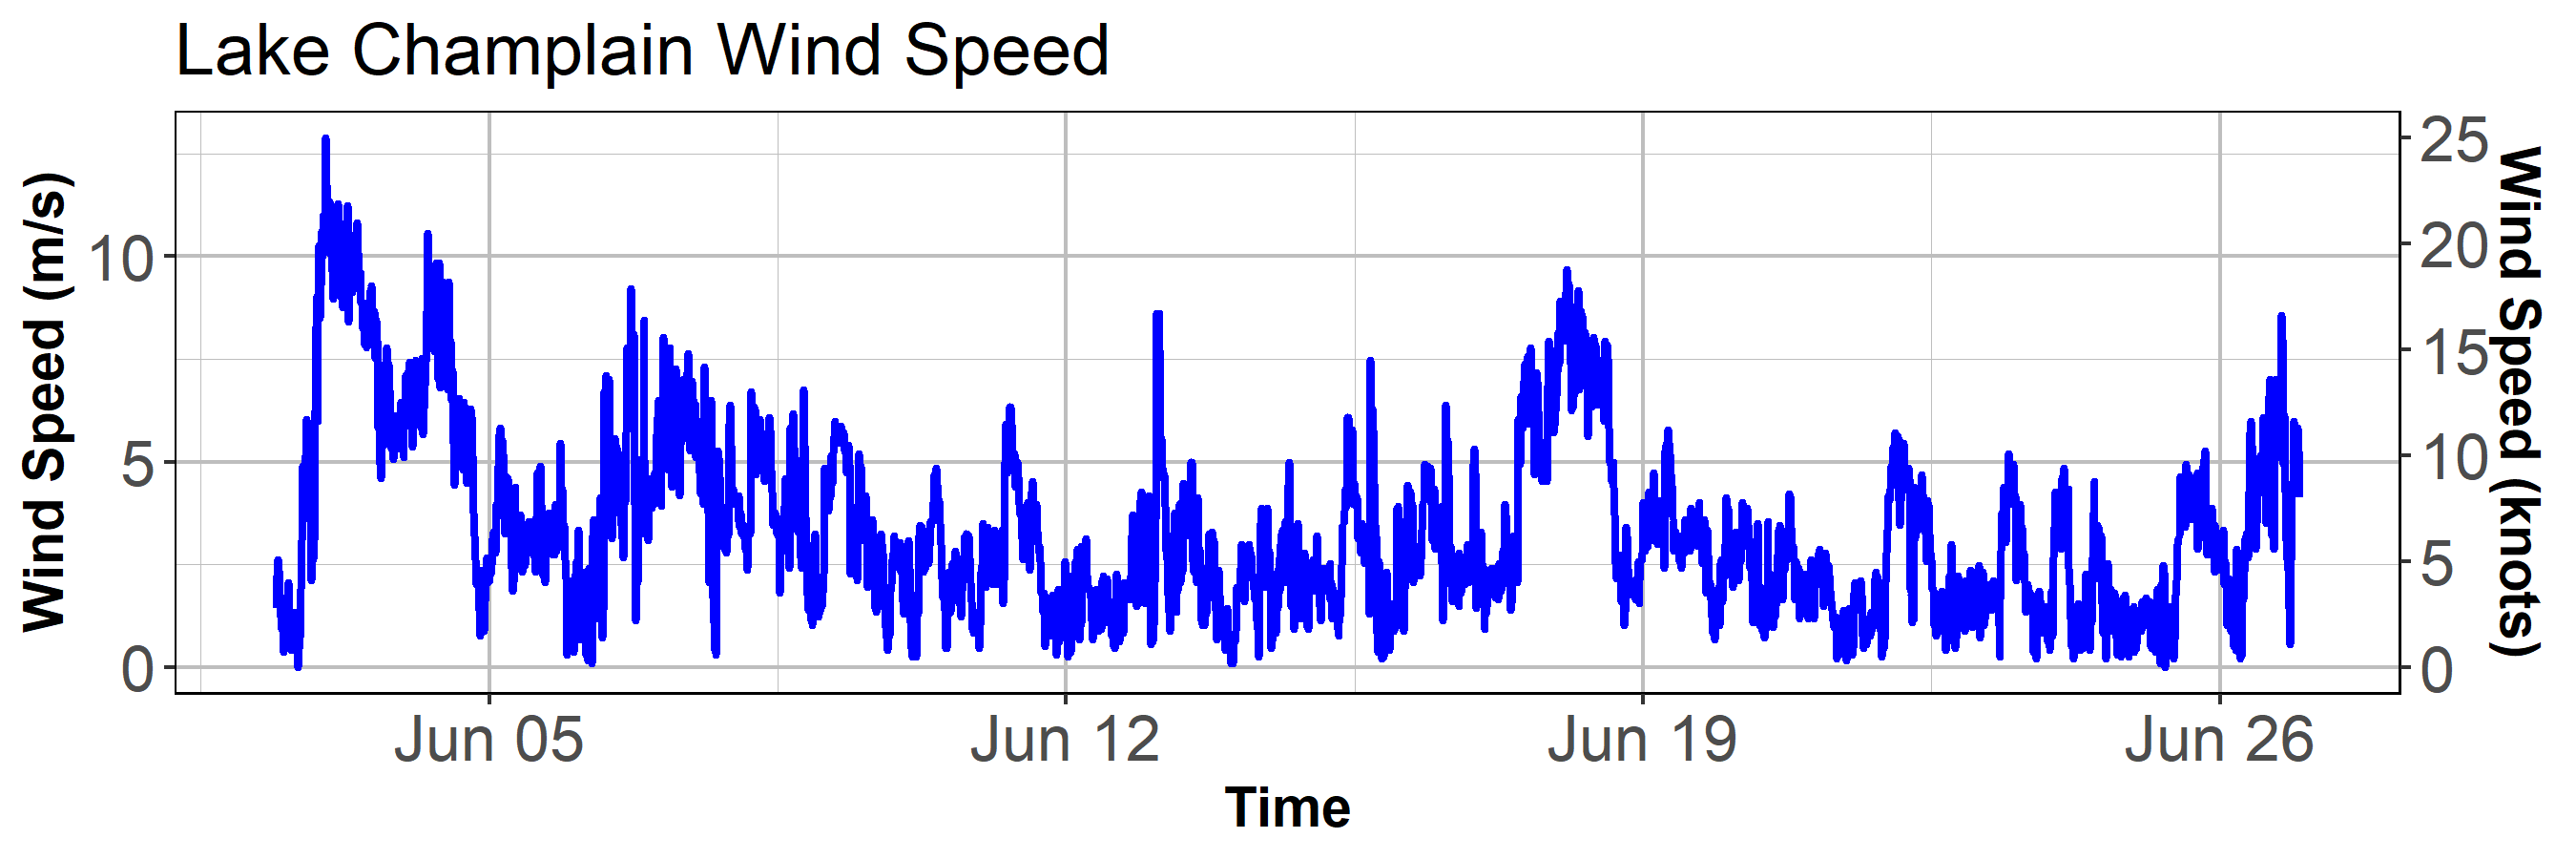 Lake Champlain Wind Speed
Wind Speed (m/s)
10
5
0
25
20
15
10
5
0
Wind Speed (knots)
Jun 05
Jun 12
Jun 19
Jun 26
Time